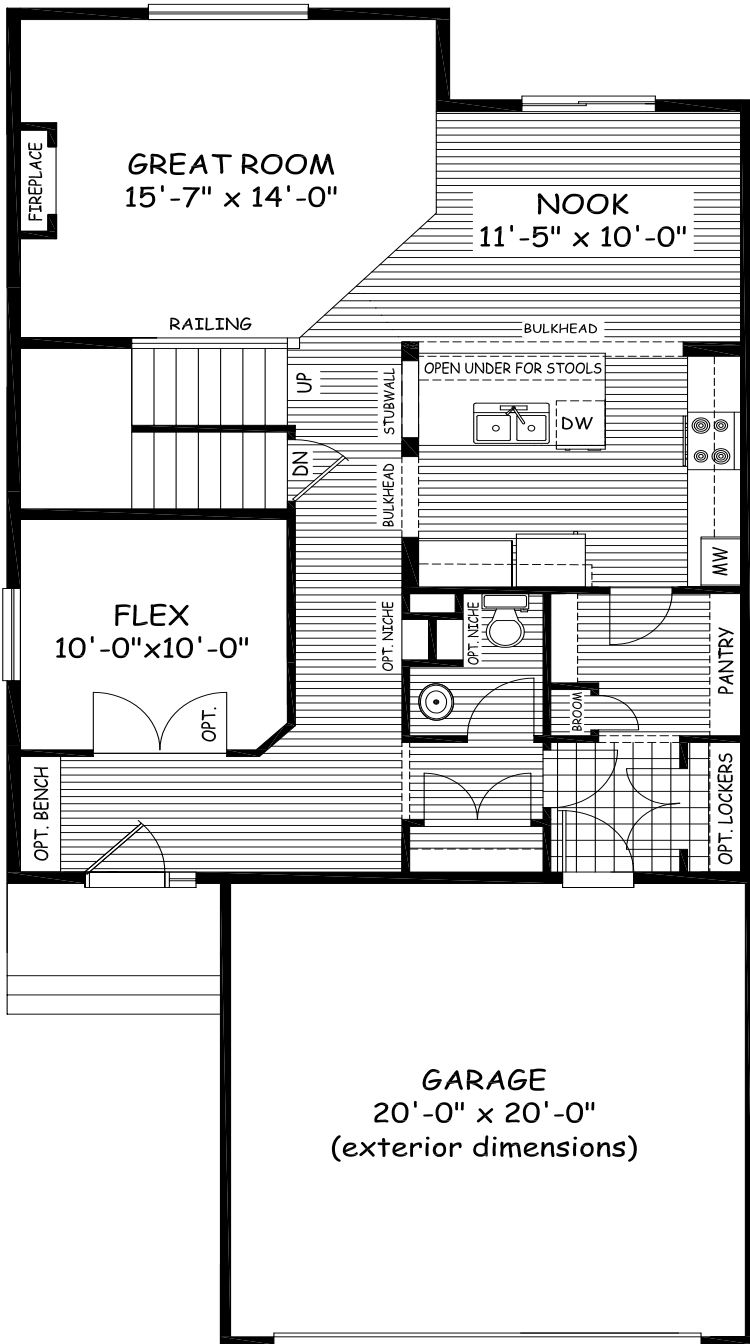 GREAT ROOM
15'-7" x 14'-0"
FIREPLACE
NOOK
11'-5" x 10'-0"
RAILING
BULKHEAD
UP
STUBWALL
OPEN UNDER FOR STOOLS
DW
DN
BULKHEAD
MW
FLEX
10'-0"x10'-0"
OPT.
OPT. NICHE
OPT. NICHE
PANTRY
BROOM
OPT. BENCH
OPT. LOCKERS
GARAGE
20'-0" x 20'-0"
(exterior dimensions)